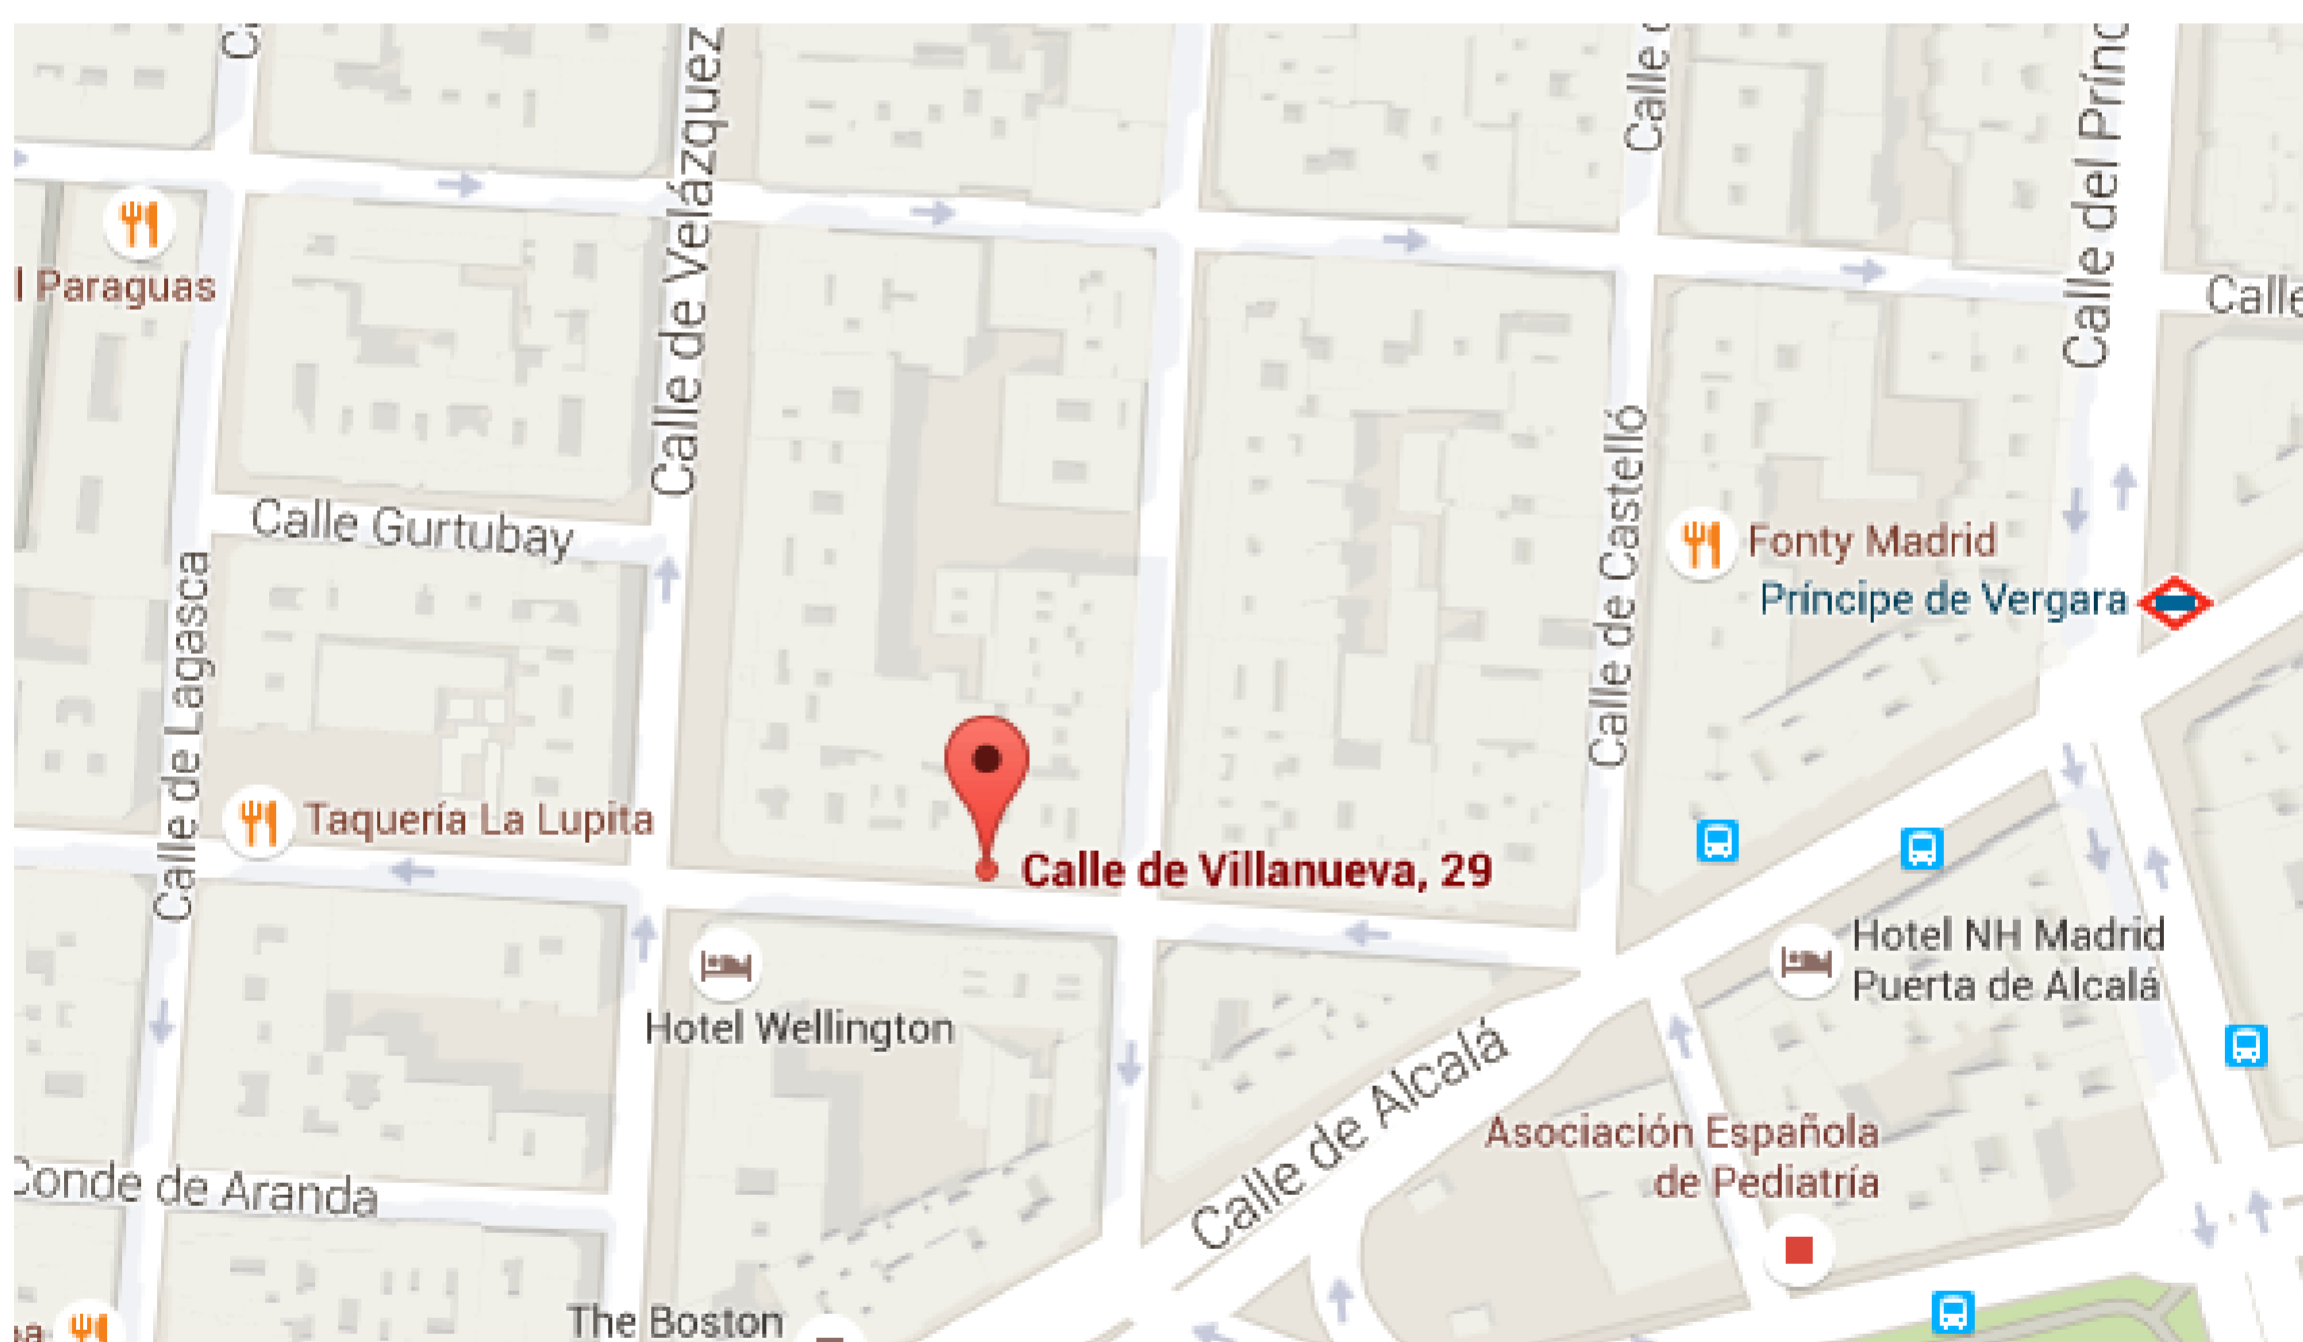 Calle de Velázquez
Calle
Calle del
l Paraguas
Calle
Calle Gurtubay
Calle de Castelló
Fonty Madrid
Príncipe de Vergara
Calle de Lagasca
Taquería La Lupita
Calle de Villanueva, 29
Hotel NH Madrid
Puerta de Alcalá
Hotel Wellington
Calle de Alcalá
Asociación Española
de Pediatría
Conde de Aranda
The Boston